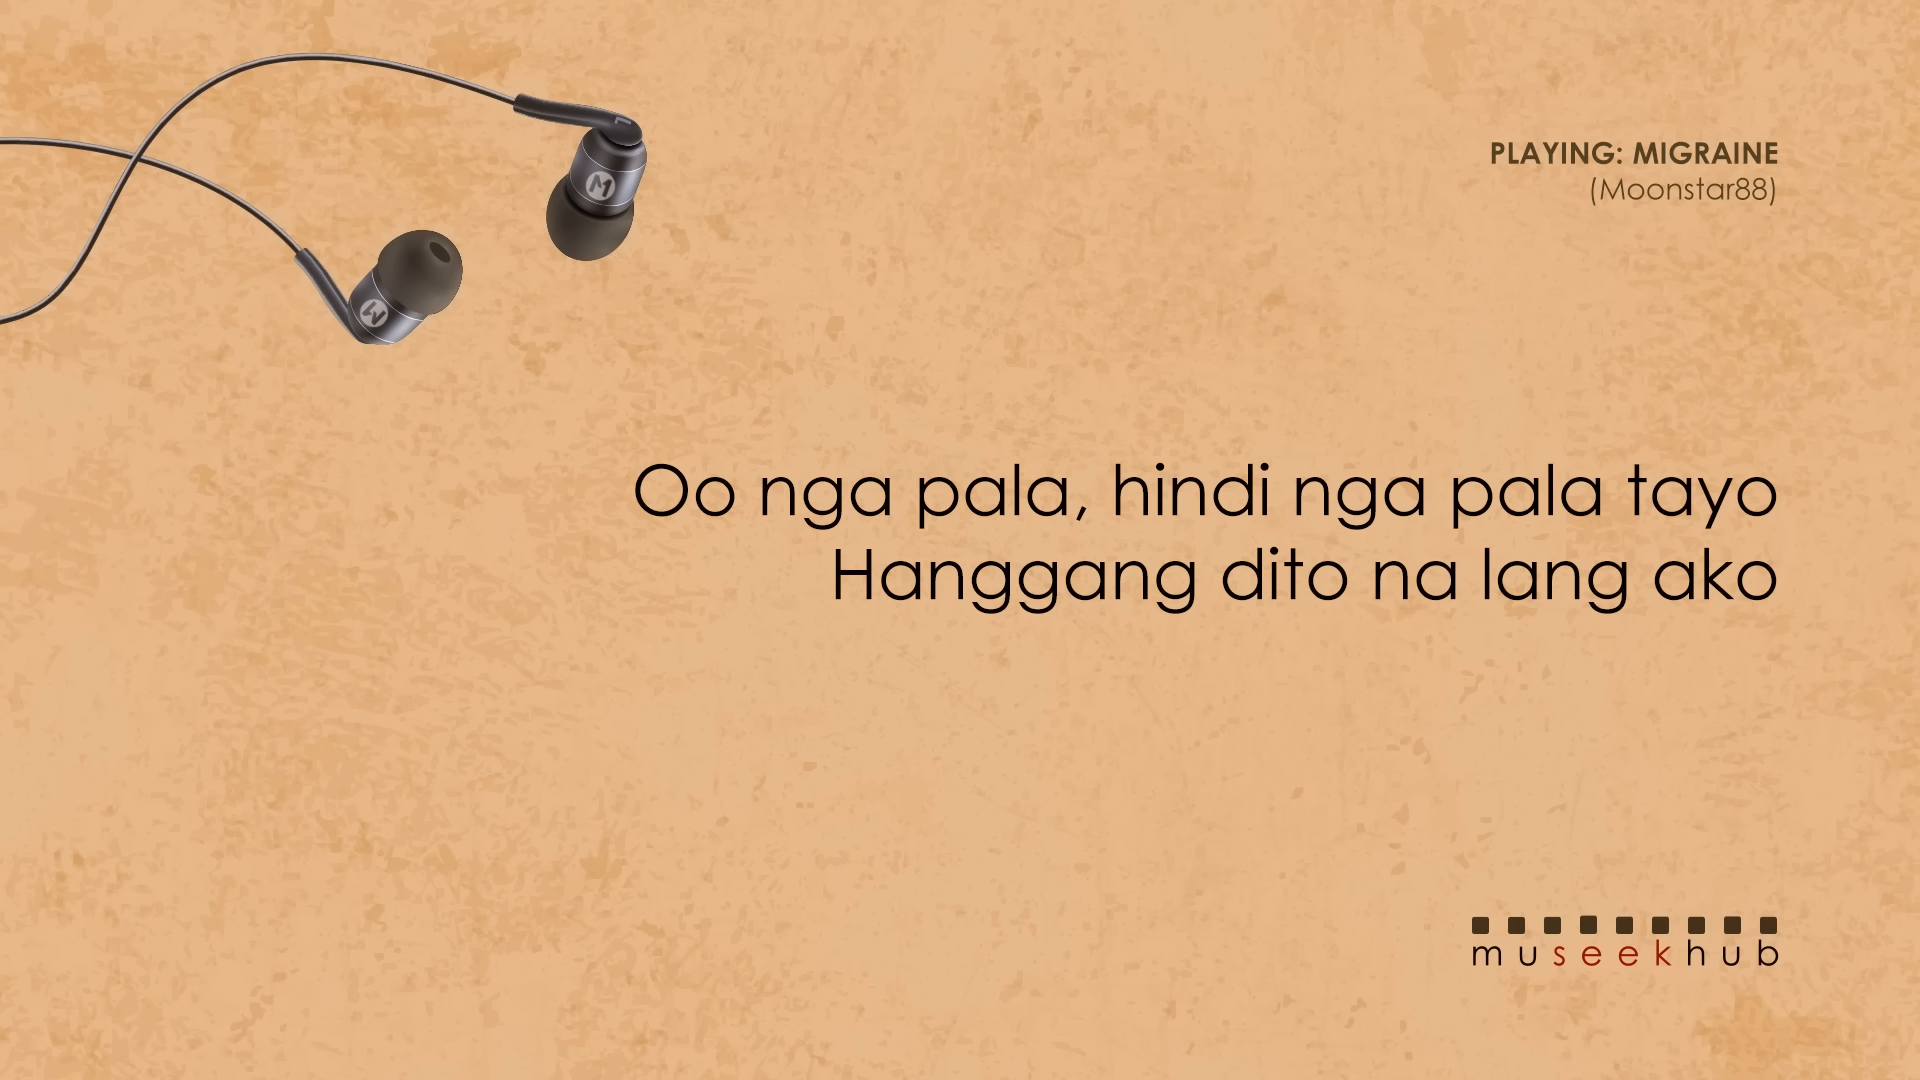 PLAYING: MIGRAINE
(Moonstar88)
Oo nga pala, hindi nga pala tayo
Hanggang dito na lang ako
museekhub
M
M
L